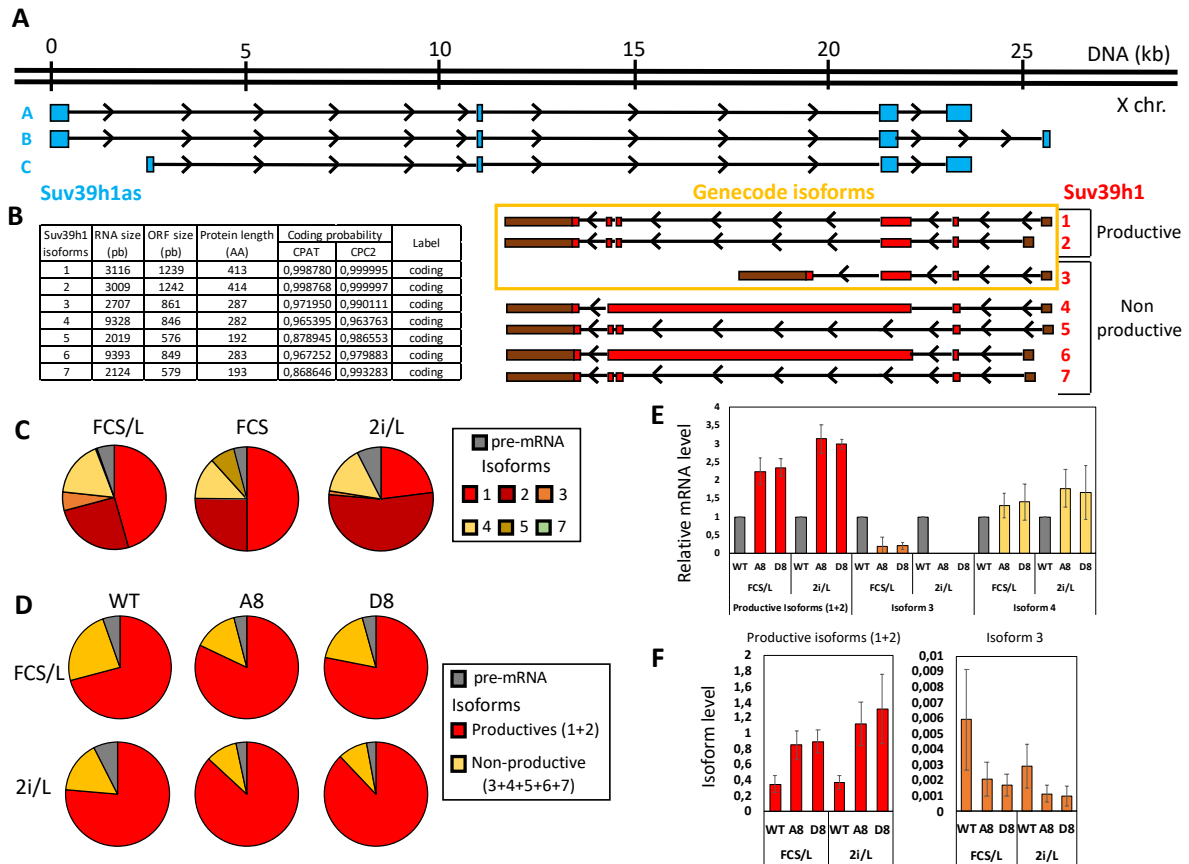 A
0 5 10 15 20 25 DNA (kb)
X chr.
A
B
C
Suv39h1as
Genecode isoforms
Suv39h1
1
2
Productive
3
4
5
6
7
Non productive
B
Suv39h1 isoforms | RNA size (pb) | ORF size (pb) | Protein length (AA) | Coding probability | Label
CPAT | CPC2
1 | 3116 | 1239 | 413 | 0,998780 | 0,999995 | coding
2 | 3009 | 1242 | 414 | 0,998768 | 0,999997 | coding
3 | 2707 | 861 | 287 | 0,971950 | 0,990111 | coding
4 | 9328 | 846 | 282 | 0,965395 | 0,963763 | coding
5 | 2019 | 576 | 192 | 0,878945 | 0,986553 | coding
6 | 9393 | 849 | 283 | 0,967252 | 0,979883 | coding
7 | 2124 | 579 | 193 | 0,868646 | 0,993283 | coding
C
FCS/L FCS 2i/L
pre-mRNA
Isoforms
1 2 3
4 5 7
D
WT A8 D8
FCS/L
2i/L
pre-mRNA
Isoforms
Productives (1+2)
Non-productive
(3+4+5+6+7)
E
Relative mRNA level
4
3,5
3
2,5
2
1,5
1
0,5
0
WT A8 D8 WT A8 D8 WT A8 D8 WT A8 D8 WT A8 D8 WT A8 D8
FCS/L 2i/L FCS/L 2i/L FCS/L 2i/L
Productive Isoforms (1+2) Isoform 3 Isoform 4
F
Productive isoforms (1+2)
Isoform level
2
1,8
1,6
1,4
1,2
1
0,8
0,6
0,4
0,2
0
WT A8 D8 WT A8 D8
FCS/L 2i/L
Isoform 3
0,01
0,009
0,008
0,007
0,006
0,005
0,004
0,003
0,002
0,001
0
WT A8 D8 WT A8 D8
FCS/L 2i/L